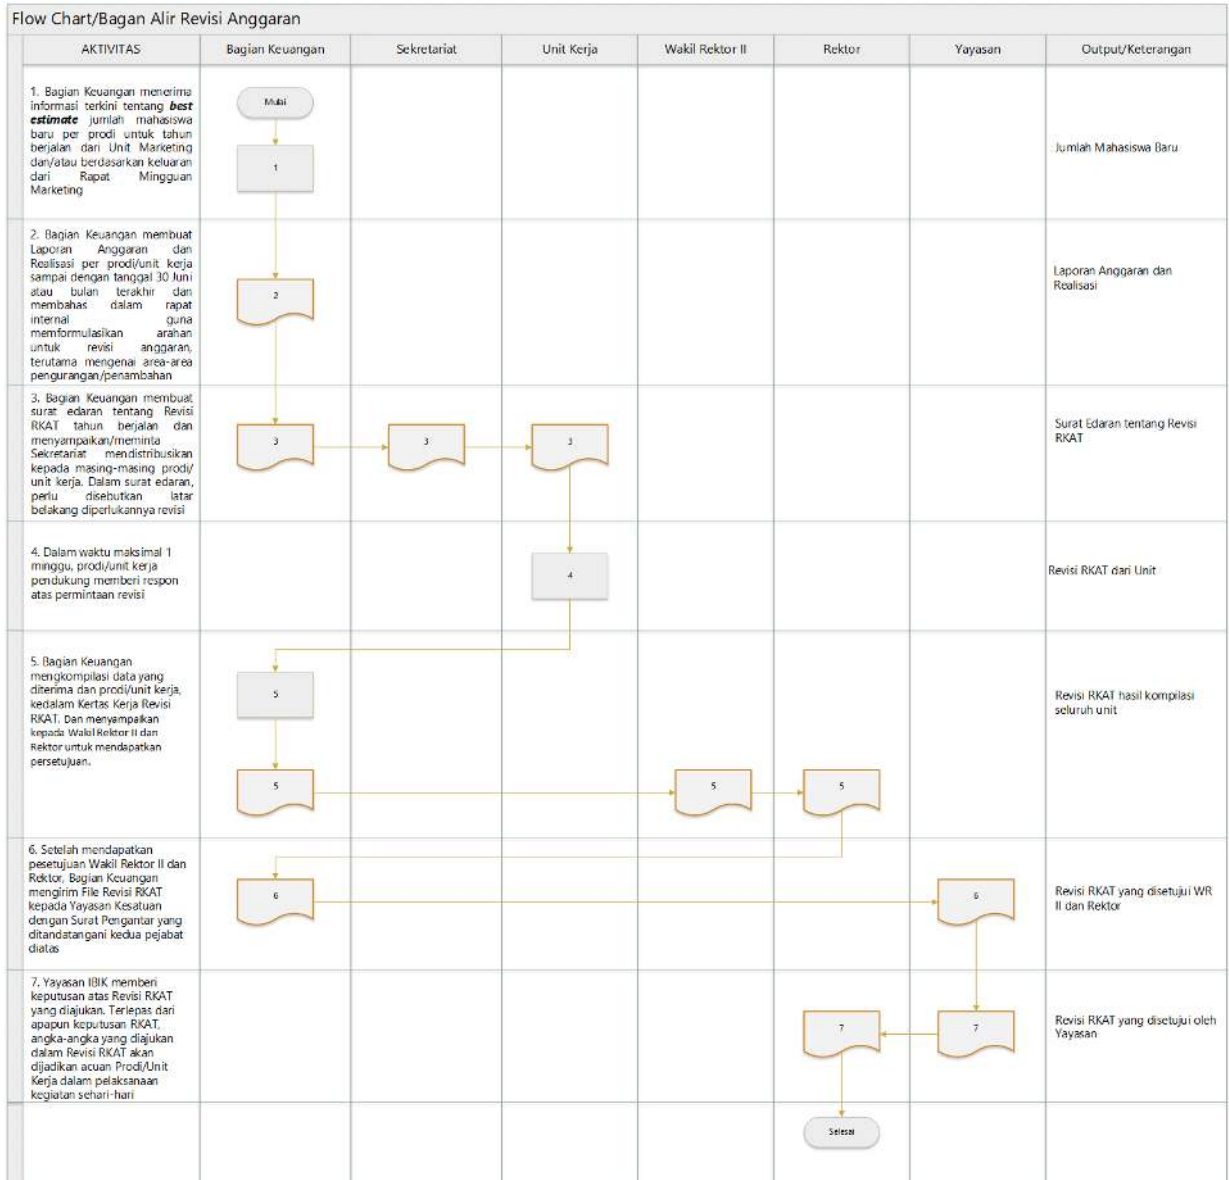 Flow Chart/Bagan Alir Revisi Anggaran
AKTIVITAS
Bagian Keuangan
Sekretariat
Unit Kerja
Wakil Rektor II
Rektor
Yayasan
Output/Keterangan
1. Bagian Keuangan menerima
informasi terkini tentang best
estimate jumlah mahasiswa
baru per prodi untuk tahun
berjalan dari Unit Marketing
dan/atau berdasarkan keluaran
dari Rapat Mingguan
Marketing
Mulai
1
Jumlah Mahasiswa Baru
2. Bagian Keuangan membuat
Laporan Anggaran dan
Realisasi per prodi/unit kerja
sampai dengan tanggal 30 Juni
atau bulan terakhir dan
membahas dalam rapat
internal guna
memformulasikan arahan
untuk revisi anggaran,
terutama mengenai area-area
pengurangan/penambahan
2
Laporan Anggaran dan
Realisasi
3. Bagian Keuangan membuat
surat edaran tentang Revisi
RKAT tahun berjalan dan
menyampaikan/meminta
Sekretariat mendistribusikan
kepada masing-masing prodi/
unit kerja. Dalam surat edaran,
perlu disebutkan latar
belakang diperlukannya revisi
3
3
3
Surat Edaran tentang Revisi
RKAT
4. Dalam waktu maksimal 1
minggu, prodi/unit kerja
pendukung memberi respon
atas permintaan revisi
4
Revisi RKAT dari Unit
5. Bagian Keuangan
mengkompilasi data yang
diterima dan prodi/unit kerja,
kedalam Kertas Kerja Revisi
RKAT. Dan menyampaikan
kepada Wakil Rektor II dan
Rektor untuk mendapatkan
persetujuan.
5
5
5
5
Revisi RKAT hasil kompilasi
seluruh unit
6. Setelah mendapatkan
pesetujuan Wakil Rektor II dan
Rektor, Bagian Keuangan
mengirim File Revisi RKAT
kepada Yayasan Kesatuan
dengan Surat Pengantar yang
ditandatangani kedua pejabat
diatas
6
6
Revisi RKAT yang disetujui WR
II dan Rektor
7. Yayasan IBIK memberi
keputusan atas Revisi RKAT
yang diajukan. Terlepas dari
apapun keputusan RKAT,
angka-angka yang diajukan
dalam Revisi RKAT akan
dijadikan acuan Prodi/Unit
Kerja dalam pelaksanaan
kegiatan sehari-hari
7
7
Revisi RKAT yang disetujui oleh
Yayasan
Selesai